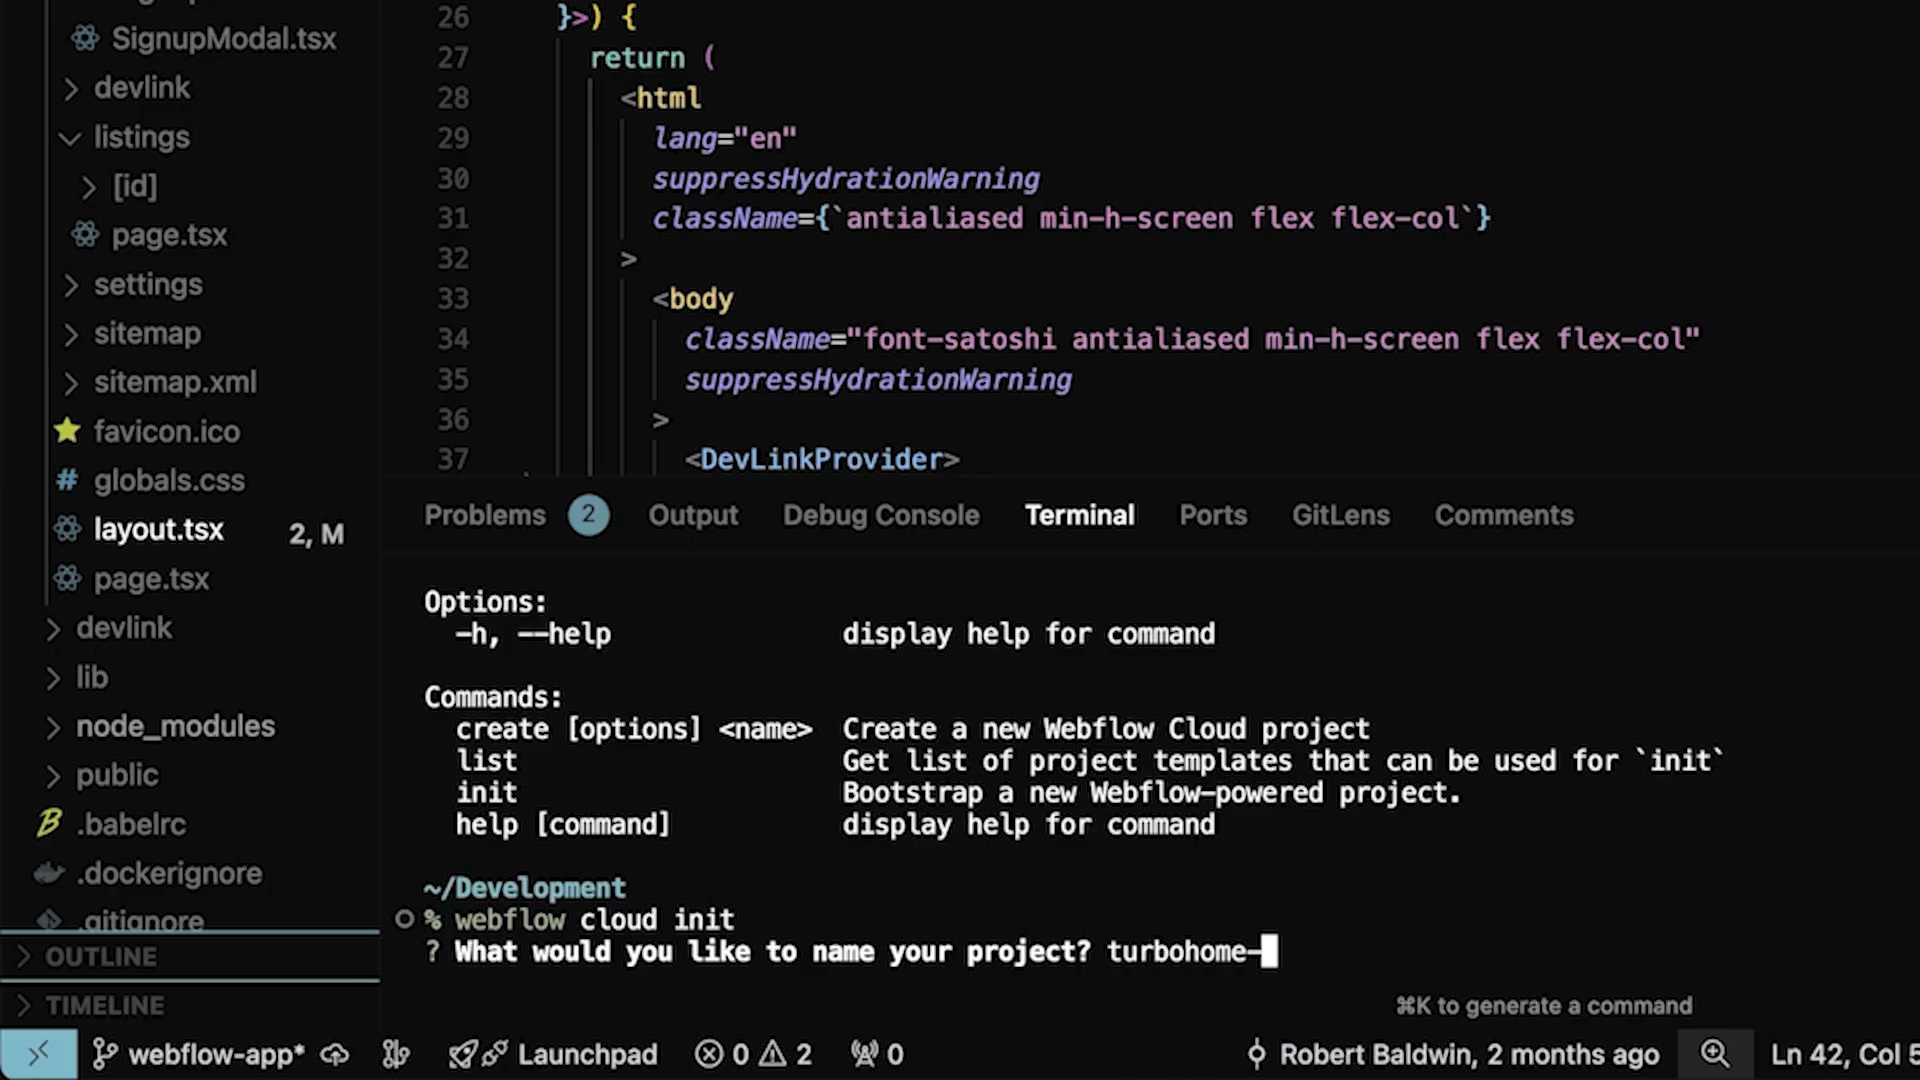 SignupModal.tsx
devlink
listings
[id]
page.tsx
settings
sitemap
sitemap.xml
favicon.ico
globals.css
layout.tsx 2, M
page.tsx
devlink
lib
node_modules
public
.babelrc
.dockerignore
.gitignore
OUTLINE
TIMELINE
26 }>) {
27 return (
28 <html
29 lang="en"
30 suppressHydrationWarning
31 className={`antialiased min-h-screen flex flex-col`}
32 >
33 <body
34 className="font-satoshi antialiased min-h-screen flex flex-col"
35 suppressHydrationWarning
36 >
37 <DevLinkProvider>
Problems 2 Output Debug Console Terminal Ports GitLens Comments
Options:
-h, --help display help for command
Commands:
create [options] <name> Create a new Webflow Cloud project
list Get list of project templates that can be used for `init`
init Bootstrap a new Webflow-powered project.
help [command] display help for command
~/Development
% webflow cloud init
? What would you like to name your project? turbohome-
⌘K to generate a command
webflow-app* Launchpad 0 2 0 Robert Baldwin, 2 months ago Ln 42, Col